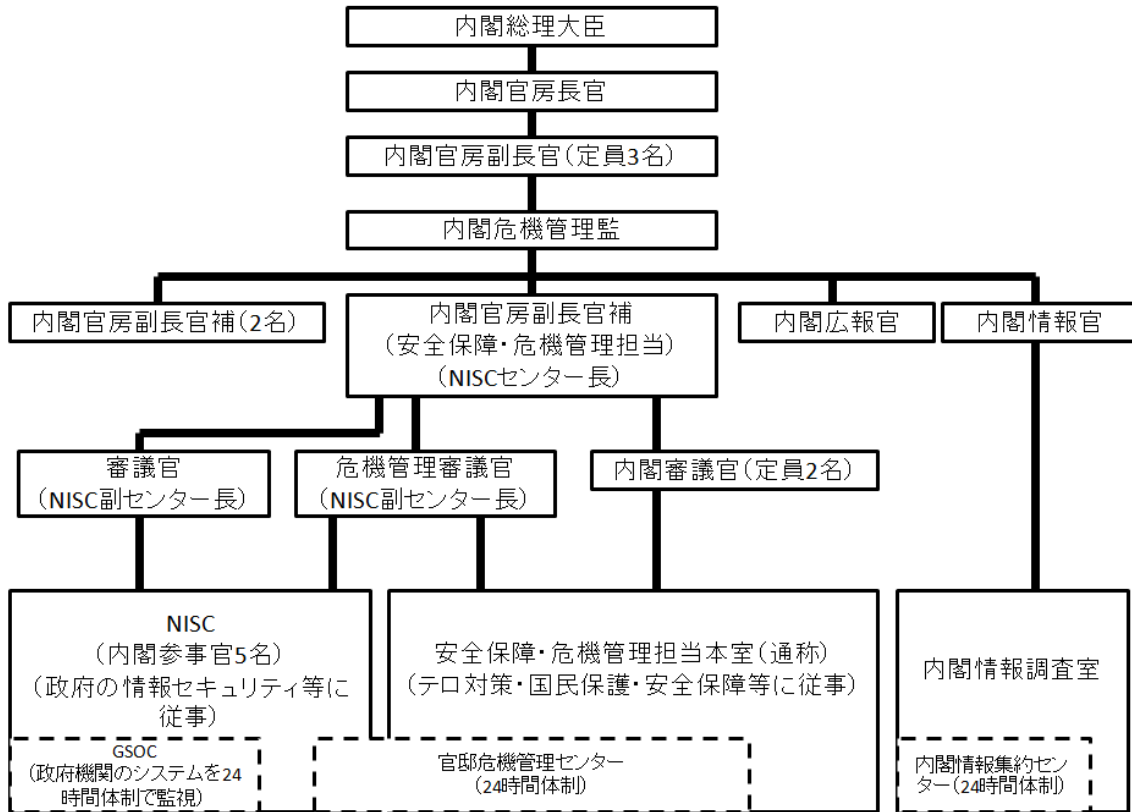 内閣総理大臣
内閣官房長官
内閣官房副長官(定員3名)
内閣危機管理監
内閣官房副長官補(2名)
内閣官房副長官補
(安全保障・危機管理担当)
(NISCセンター長)
内閣広報官
内閣情報官
審議官
(NISC副センター長)
危機管理審議官
(NISC副センター長)
内閣審議官(定員2名)
NISC
(内閣参事官5名)
(政府の情報セキュリティ等に
従事)
GSOC
(政府機関のシステムを24
時間体制で監視)
安全保障・危機管理担当本室(通称)
(テロ対策・国民保護・安全保障等に従事)
官邸危機管理センター
(24時間体制)
内閣情報調査室
内閣情報集約セン
ター(24時間体制)